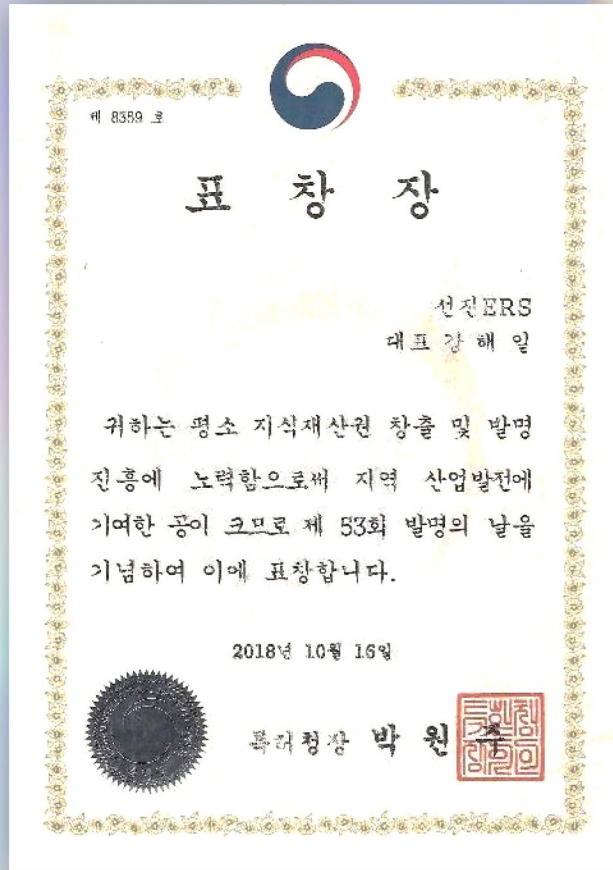 제 8359 호
표 창 장
선진ERS
대표 강 해 일
귀하는 평소 지식재산권 창출 및 발명
진흥에 노력함으로써 지역 산업발전에
기여한 공이 크므로 제 53회 발명의 날을
기념하여 이에 표창합니다.
2018년 10월 16일
특허청장 박 원 주